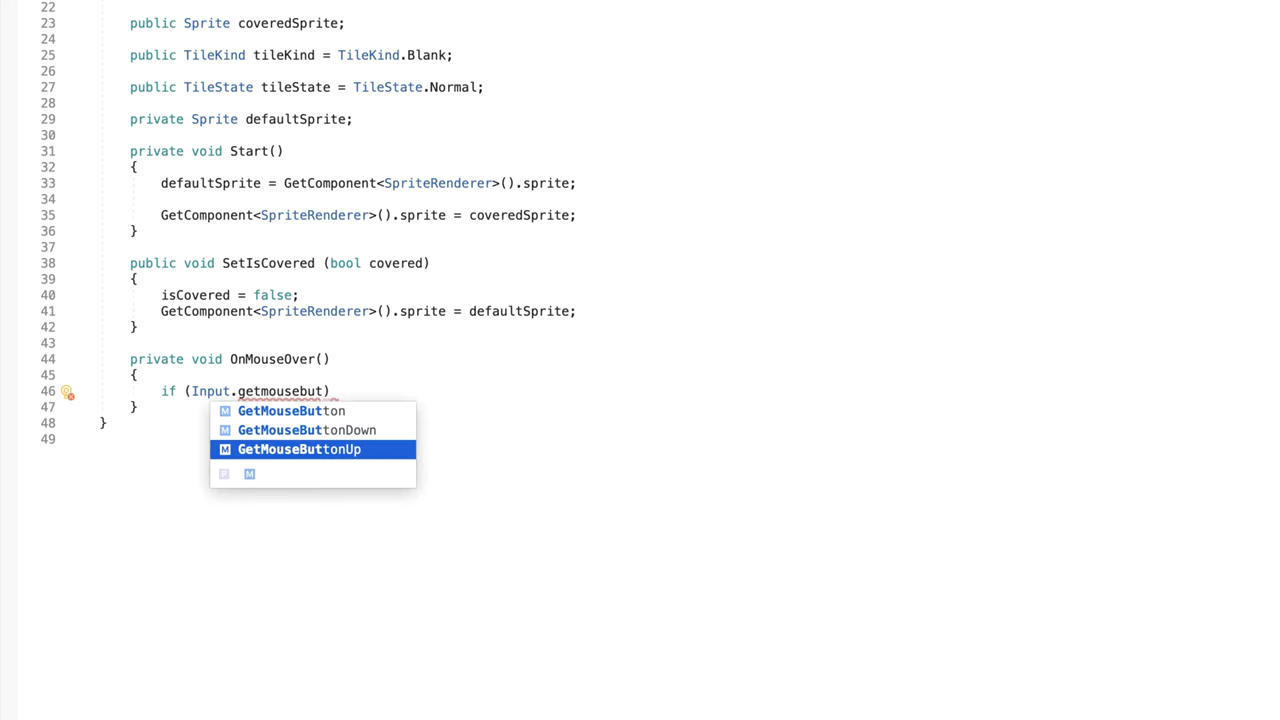 22
23 public Sprite coveredSprite;
24
25 public TileKind tileKind = TileKind.Blank;
26
27 public TileState tileState = TileState.Normal;
28
29 private Sprite defaultSprite;
30
31 private void Start()
32 {
33 defaultSprite = GetComponent<SpriteRenderer>().sprite;
34
35 GetComponent<SpriteRenderer>().sprite = coveredSprite;
36 }
37
38 public void SetIsCovered (bool covered)
39 {
40 isCovered = false;
41 GetComponent<SpriteRenderer>().sprite = defaultSprite;
42 }
43
44 private void OnMouseOver()
45 {
46 if (Input.getmousebut)
47 }
48 }
49
M GetMouseButton
M GetMouseButtonDown
M GetMouseButtonUp
P M